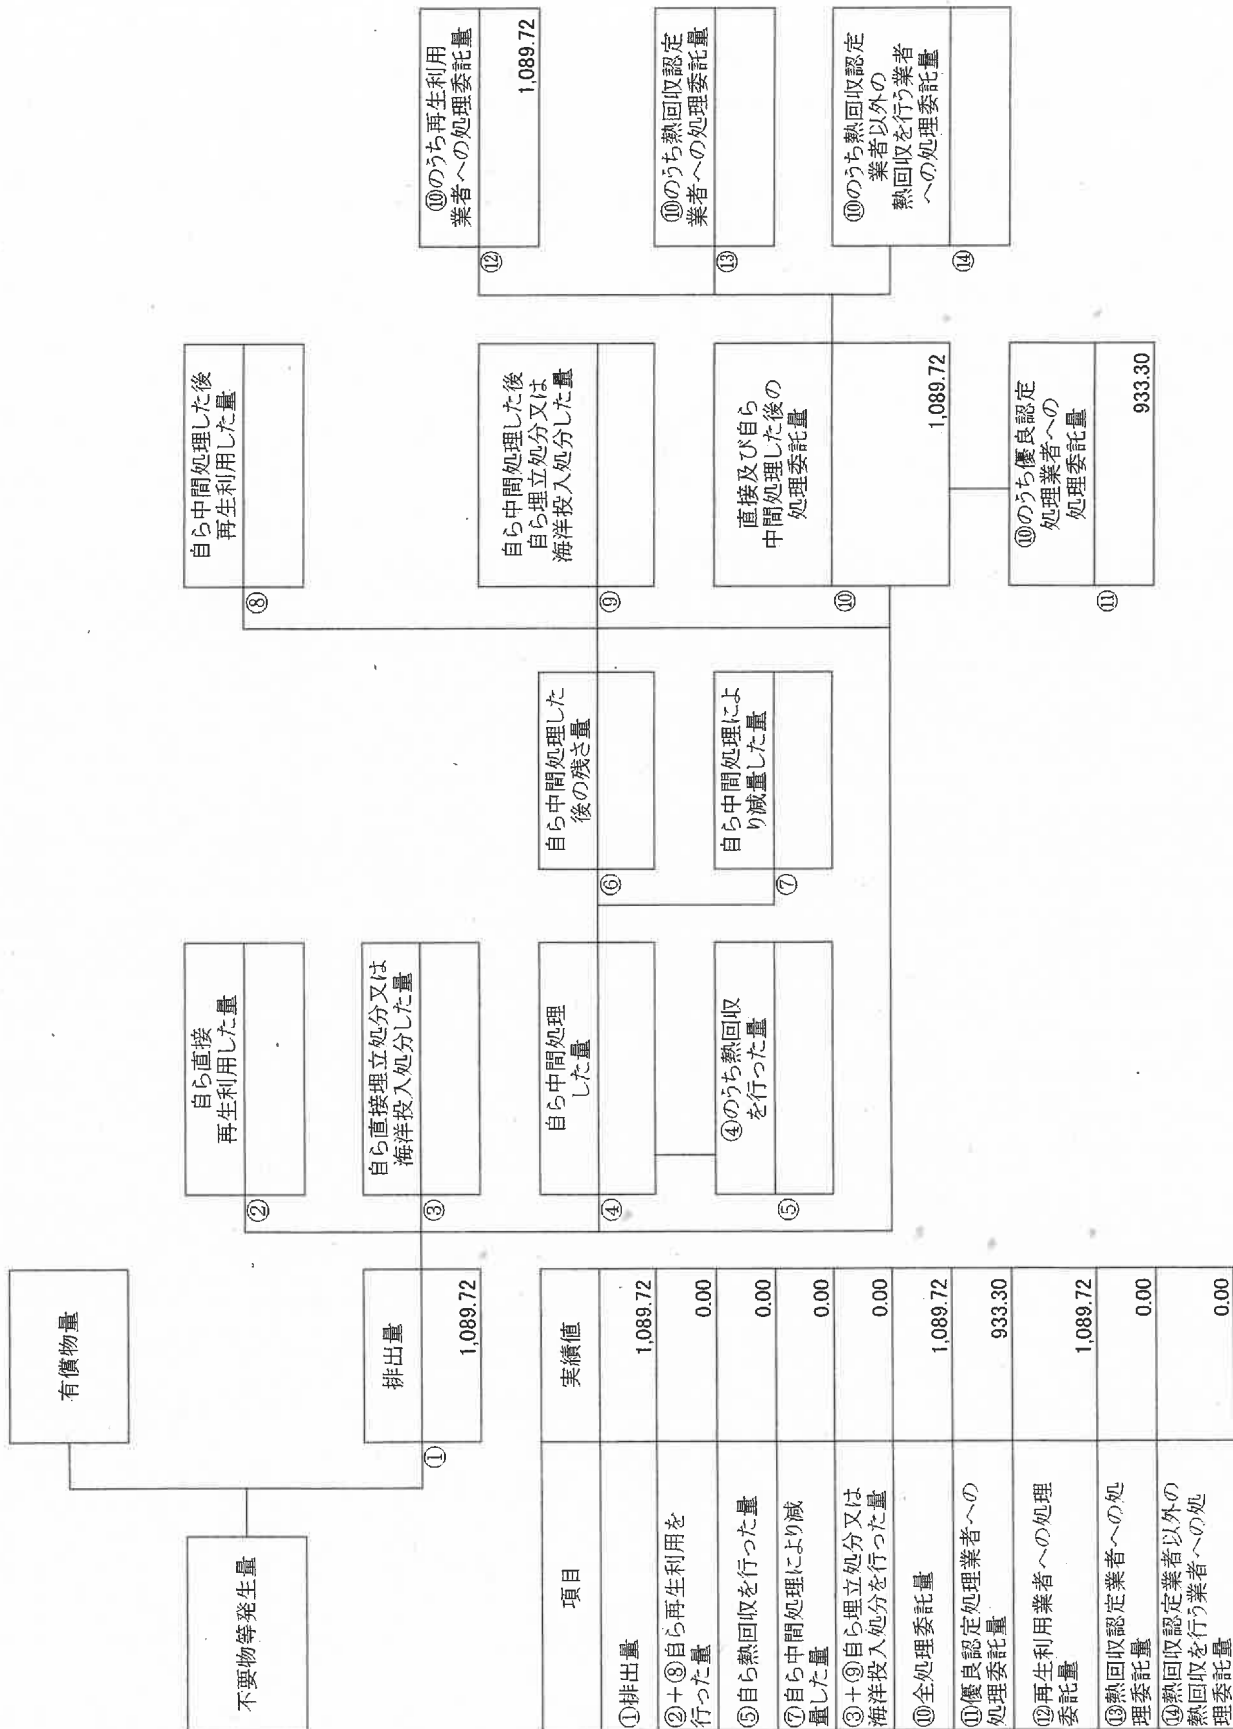 不要物等発生量
有償物量
排出量
①
1,089.72
自ら直接
再生利用した量
②
自ら直接埋立処分又は
海洋投入処分した量
③
自ら中間処理
した量
④
④のうち熱回収
を行った量
⑤
自ら中間処理した
後の残さ量
⑥
自ら中間処理によ
り減量した量
⑦
自ら中間処理した後
再生利用した量
⑧
自ら中間処理した後
自ら埋立処分又は
海洋投入処分した量
⑨
直接及び自ら
中間処理した後の
処理委託量
⑩
1,089.72
⑩のうち優良認定
処理業者への
処理委託量
⑪
933.30
⑩のうち再生利用
業者への処理委託量
⑫
1,089.72
⑩のうち熱回収認定
業者への処理委託量
⑬
⑩のうち熱回収認定
業者以外の
熱回収を行う業者
への処理委託量
⑭
項目
実績値
①排出量
1,089.72
②+⑧自ら再生利用を
行った量
0.00
⑤自ら熱回収を行った量
0.00
⑦自ら中間処理により減
量した量
0.00
③+⑨自ら埋立処分又は
海洋投入処分を行った量
0.00
⑩全処理委託量
1,089.72
⑪優良認定処理業者への
処理委託量
933.30
⑫再生利用業者への処理
委託量
1,089.72
⑬熱回収認定業者への処
理委託量
0.00
⑭熱回収認定業者以外の
熱回収を行う業者への処
理委託量
0.00